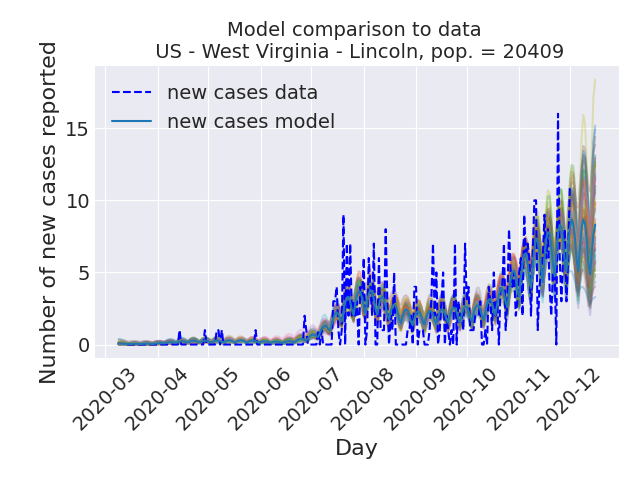 Model comparison to data
US - West Virginia - Lincoln, pop. = 20409
new cases data
new cases model
Number of new cases reported
15
10
5
0
2020-03
2020-04
2020-05
2020-06
2020-07
2020-08
2020-09
2020-10
2020-11
2020-12
Day